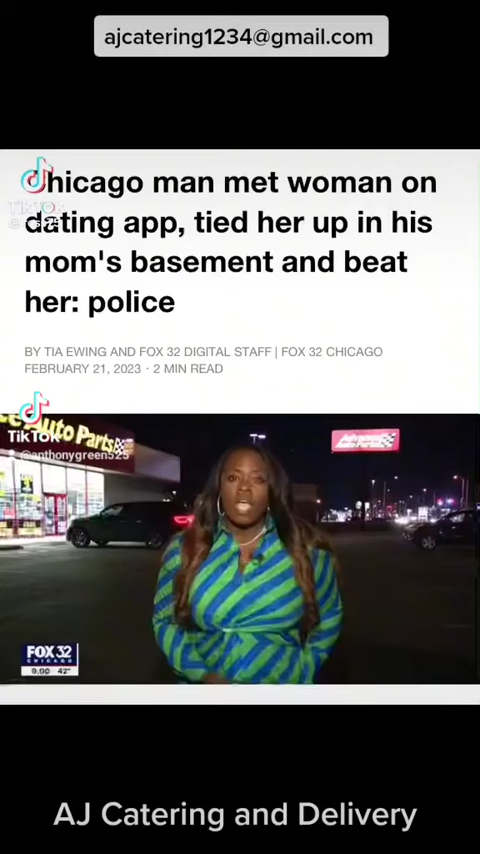 ajcatering1234@gmail.com
Chicago man met woman on
dating app, tied her up in his
mom's basement and beat
her: police
BY TIA EWING AND FOX 32 DIGITAL STAFF | FOX 32 CHICAGO
FEBRUARY 21, 2023 · 2 MIN READ
Auto Parts
TikTok
@anthonygreen525
FOX 32
CHICAGO
9:00 42°
AJ Catering and Delivery